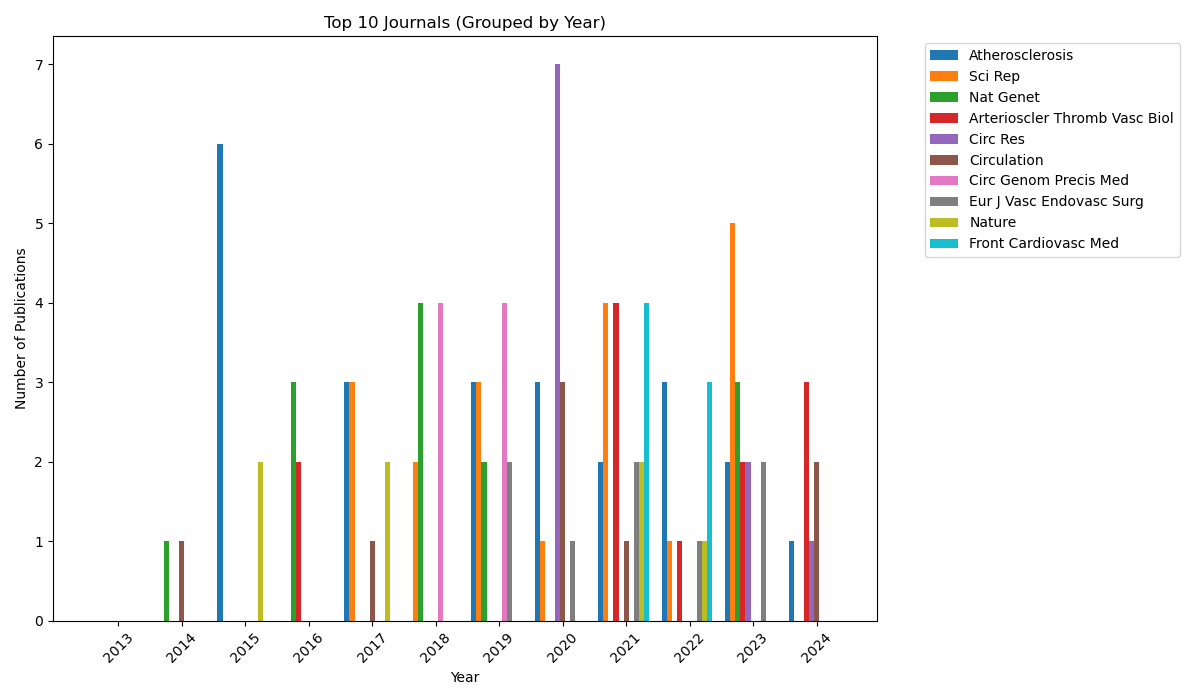 Top 10 Journals (Grouped by Year)
Number of Publications
7
6
5
4
3
2
1
0
2013
2014
2015
2016
2017
2018
2019
2020
2021
2022
2023
2024
Year
Atherosclerosis
Sci Rep
Nat Genet
Arterioscler Thromb Vasc Biol
Circ Res
Circulation
Circ Genom Precis Med
Eur J Vasc Endovasc Surg
Nature
Front Cardiovasc Med